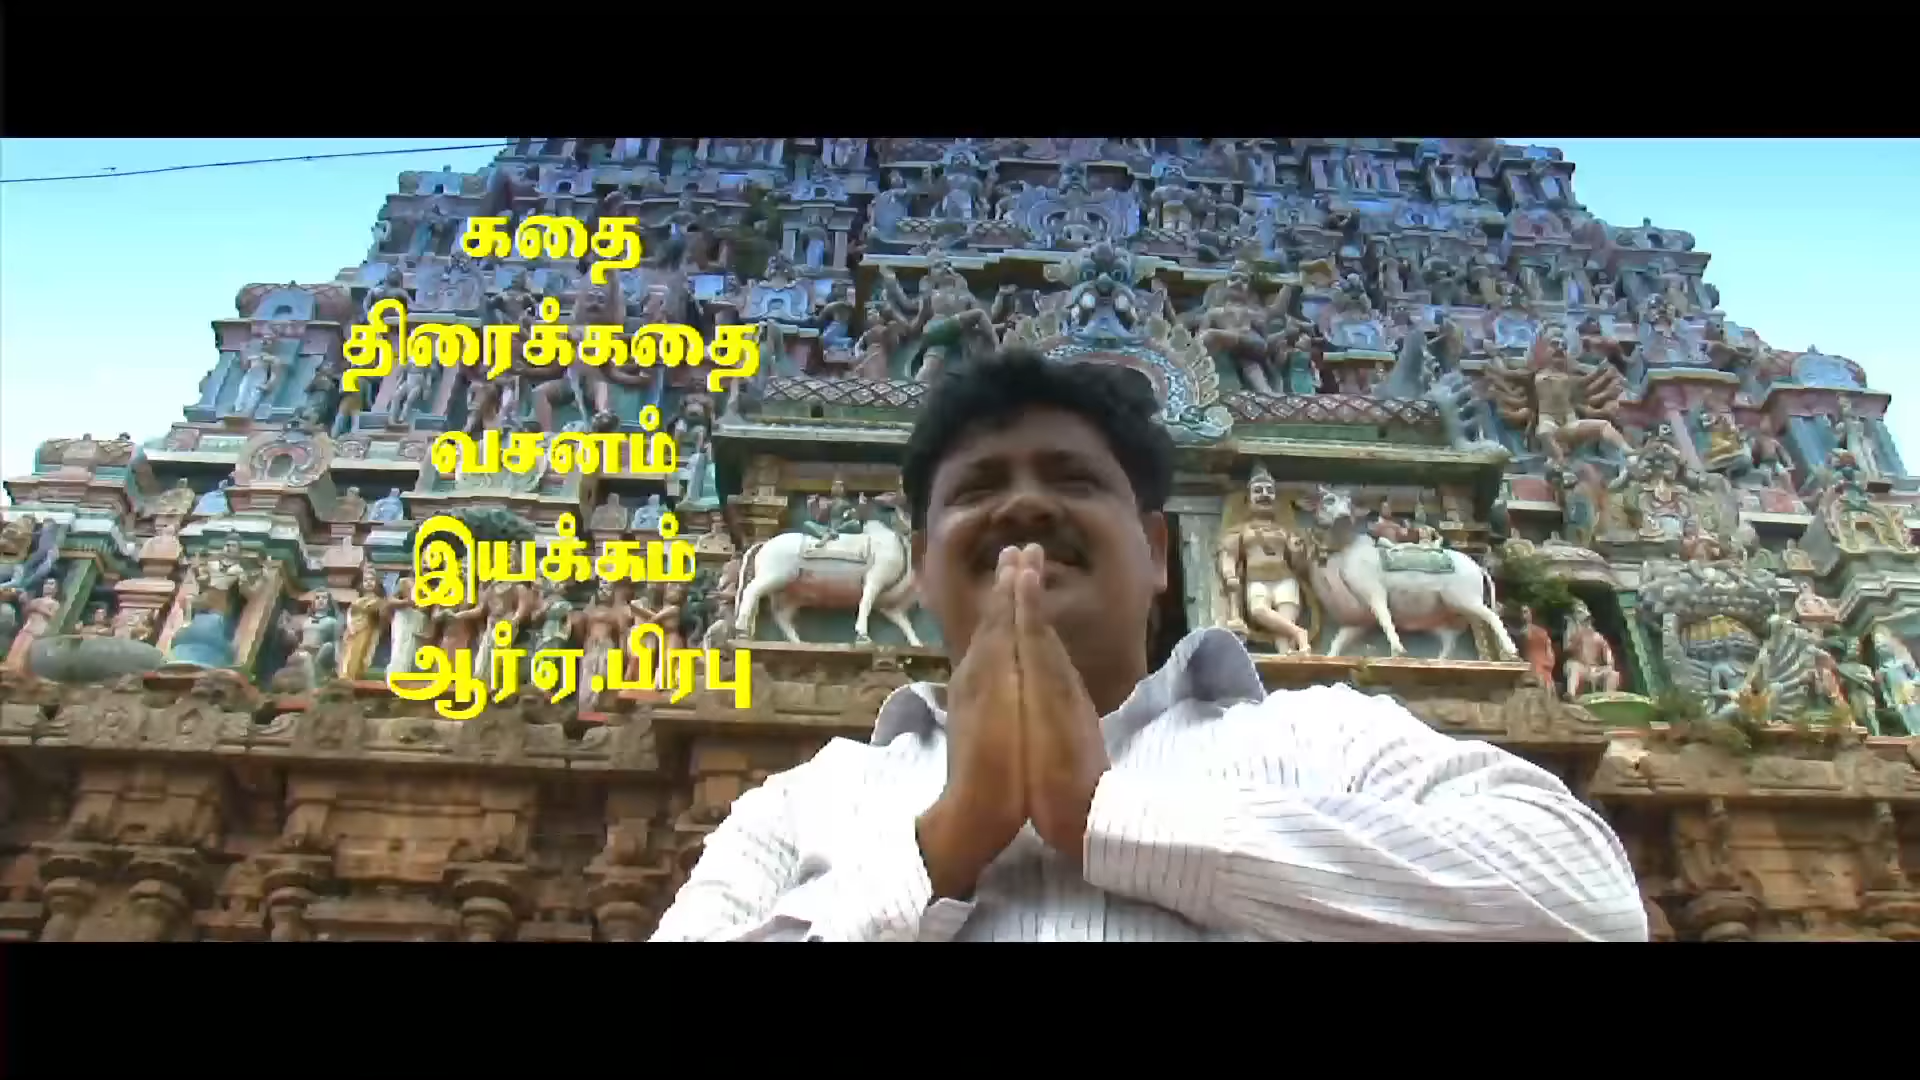 கதை
திரைக்கதை
வசனம்
இயக்கம்
ஆர்ஏ.பிரபு